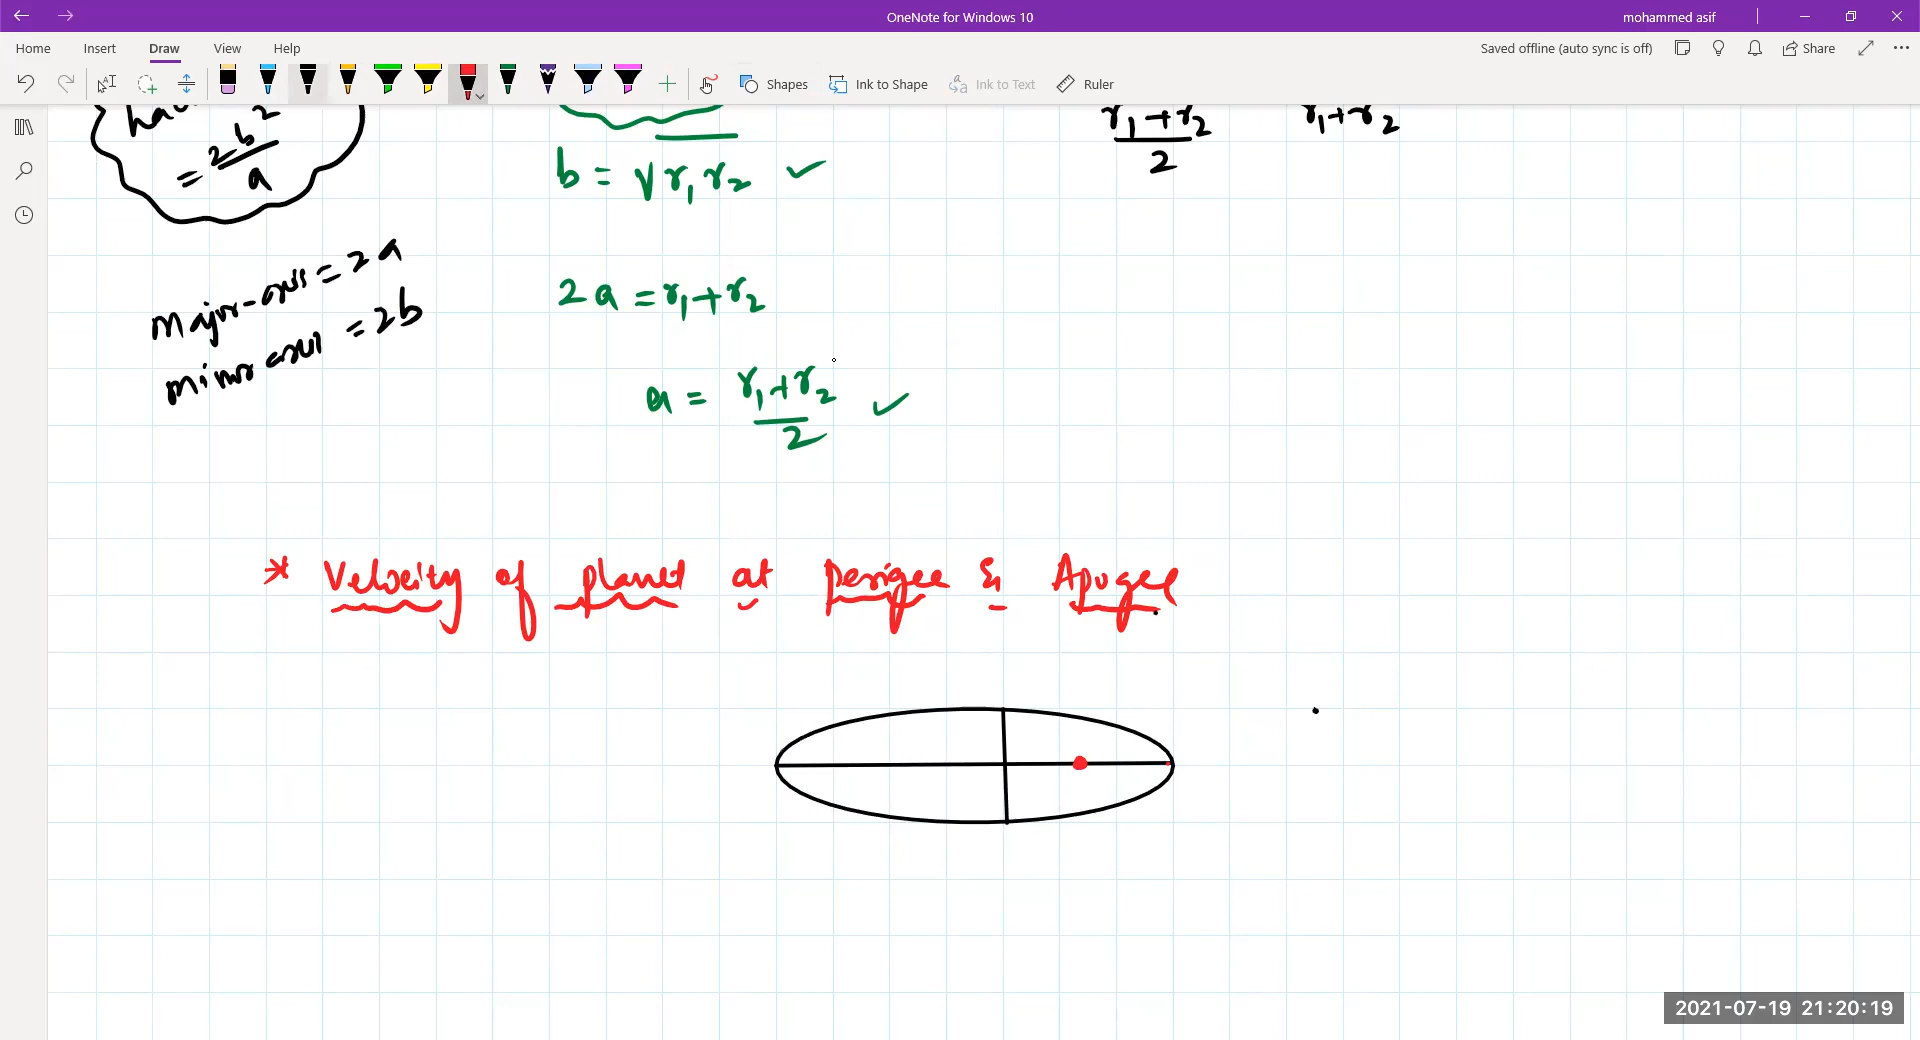 OneNote for Windows 10
mohammed asif
Home Insert Draw View Help
Saved offline (auto sync is off) Share
Shapes Ink to Shape Ink to Text Ruler
= 2b²/a
r₁+r₂/2
r₁+r₂
b = √r₁r₂ ✓
major-axis = 2a
minor axis = 2b
2a = r₁+r₂
a = r₁+r₂/2 ✓
* Velocity of planet at Perigee & Apogee
2021-07-19 21:20:19